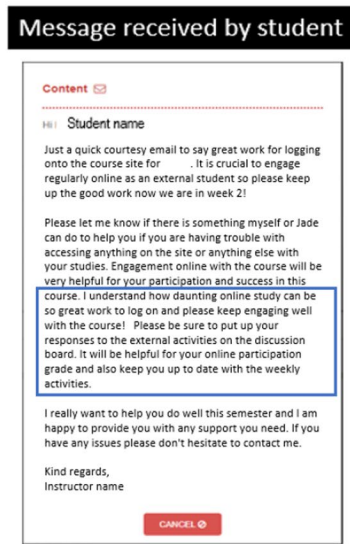 Message received by student
Content
Hi! Student name
Just a quick courtesy email to say great work for logging
onto the course site for . It is crucial to engage
regularly online as an external student so please keep
up the good work now we are in week 2!
Please let me know if there is something myself or Jade
can do to help you if you are having trouble with
accessing anything on the site or anything else with
your studies. Engagement online with the course will be
very helpful for your participation and success in this
course. I understand how daunting online study can be
so great work to log on and please keep engaging well
with the course! Please be sure to put up your
responses to the external activities on the discussion
board. It will be helpful for your online participation
grade and also keep you up to date with the weekly
activities.
I really want to help you do well this semester and I am
happy to provide you with any support you need. If you
have any issues please don't hesitate to contact me.
Kind regards,
Instructor name
CANCEL